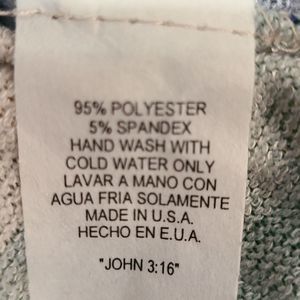 95% POLYESTER
5% SPANDEX
HAND WASH WITH
COLD WATER ONLY
LAVAR A MANO CON
AGUA FRIA SOLAMENTE
MADE IN U.S.A.
HECHO EN E.U.A.
"JOHN 3:16"